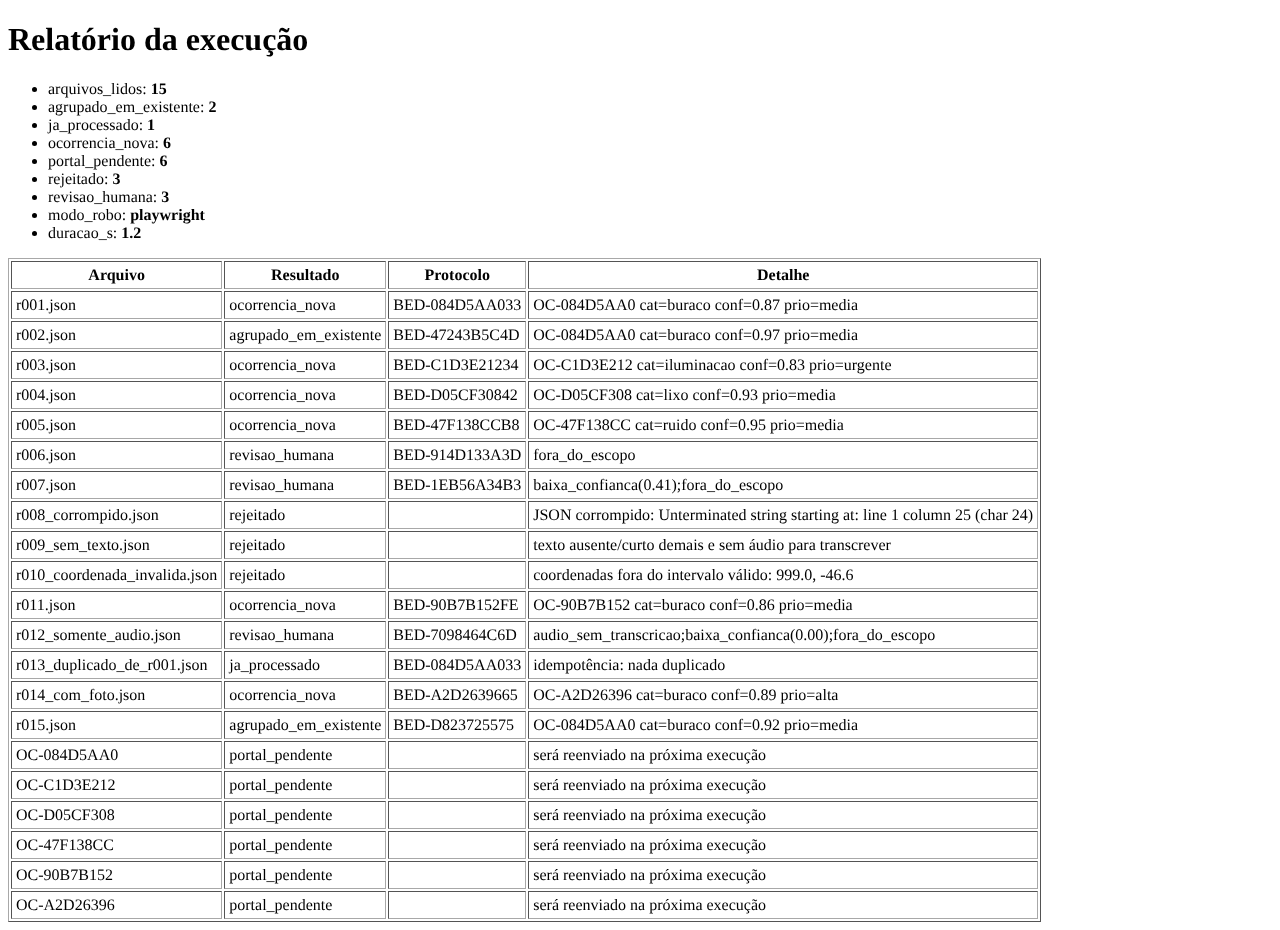 Relatório da execução
arquivos_lidos: 15
agrupado_em_existente: 2
ja_processado: 1
ocorrencia_nova: 6
portal_pendente: 6
rejeitado: 3
revisao_humana: 3
modo_robo: playwright
duracao_s: 1.2
Arquivo Resultado Protocolo Detalhe
r001.json ocorrencia_nova BED-084D5AA033 OC-084D5AA0 cat=buraco conf=0.87 prio=media
r002.json agrupado_em_existente BED-47243B5C4D OC-084D5AA0 cat=buraco conf=0.97 prio=media
r003.json ocorrencia_nova BED-C1D3E21234 OC-C1D3E212 cat=iluminacao conf=0.83 prio=urgente
r004.json ocorrencia_nova BED-D05CF30842 OC-D05CF308 cat=lixo conf=0.93 prio=media
r005.json ocorrencia_nova BED-47F138CCB8 OC-47F138CC cat=ruido conf=0.95 prio=media
r006.json revisao_humana BED-914D133A3D fora_do_escopo
r007.json revisao_humana BED-1EB56A34B3 baixa_confianca(0.41);fora_do_escopo
r008_corrompido.json rejeitado JSON corrompido: Unterminated string starting at: line 1 column 25 (char 24)
r009_sem_texto.json rejeitado texto ausente/curto demais e sem áudio para transcrever
r010_coordenada_invalida.json rejeitado coordenadas fora do intervalo válido: 999.0, -46.6
r011.json ocorrencia_nova BED-90B7B152FE OC-90B7B152 cat=buraco conf=0.86 prio=media
r012_somente_audio.json revisao_humana BED-7098464C6D audio_sem_transcricao;baixa_confianca(0.00);fora_do_escopo
r013_duplicado_de_r001.json ja_processado BED-084D5AA033 idempotência: nada duplicado
r014_com_foto.json ocorrencia_nova BED-A2D2639665 OC-A2D26396 cat=buraco conf=0.89 prio=alta
r015.json agrupado_em_existente BED-D823725575 OC-084D5AA0 cat=buraco conf=0.92 prio=media
OC-084D5AA0 portal_pendente será reenviado na próxima execução
OC-C1D3E212 portal_pendente será reenviado na próxima execução
OC-D05CF308 portal_pendente será reenviado na próxima execução
OC-47F138CC portal_pendente será reenviado na próxima execução
OC-90B7B152 portal_pendente será reenviado na próxima execução
OC-A2D26396 portal_pendente será reenviado na próxima execução